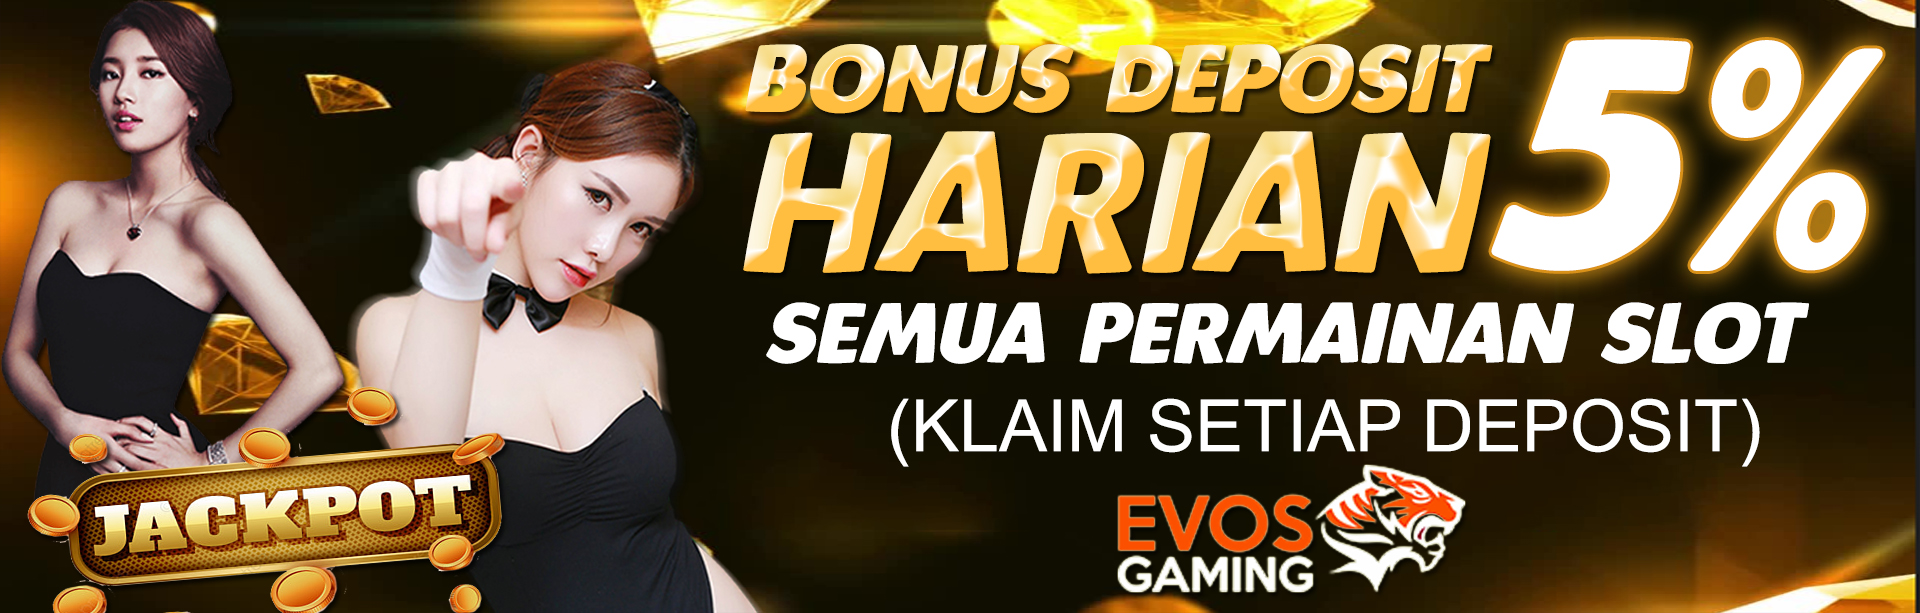 BONUS DEPOSIT
HARIAN 5%
SEMUA PERMAINAN SLOT
(KLAIM SETIAP DEPOSIT)
JACKPOT
EVOS
GAMING